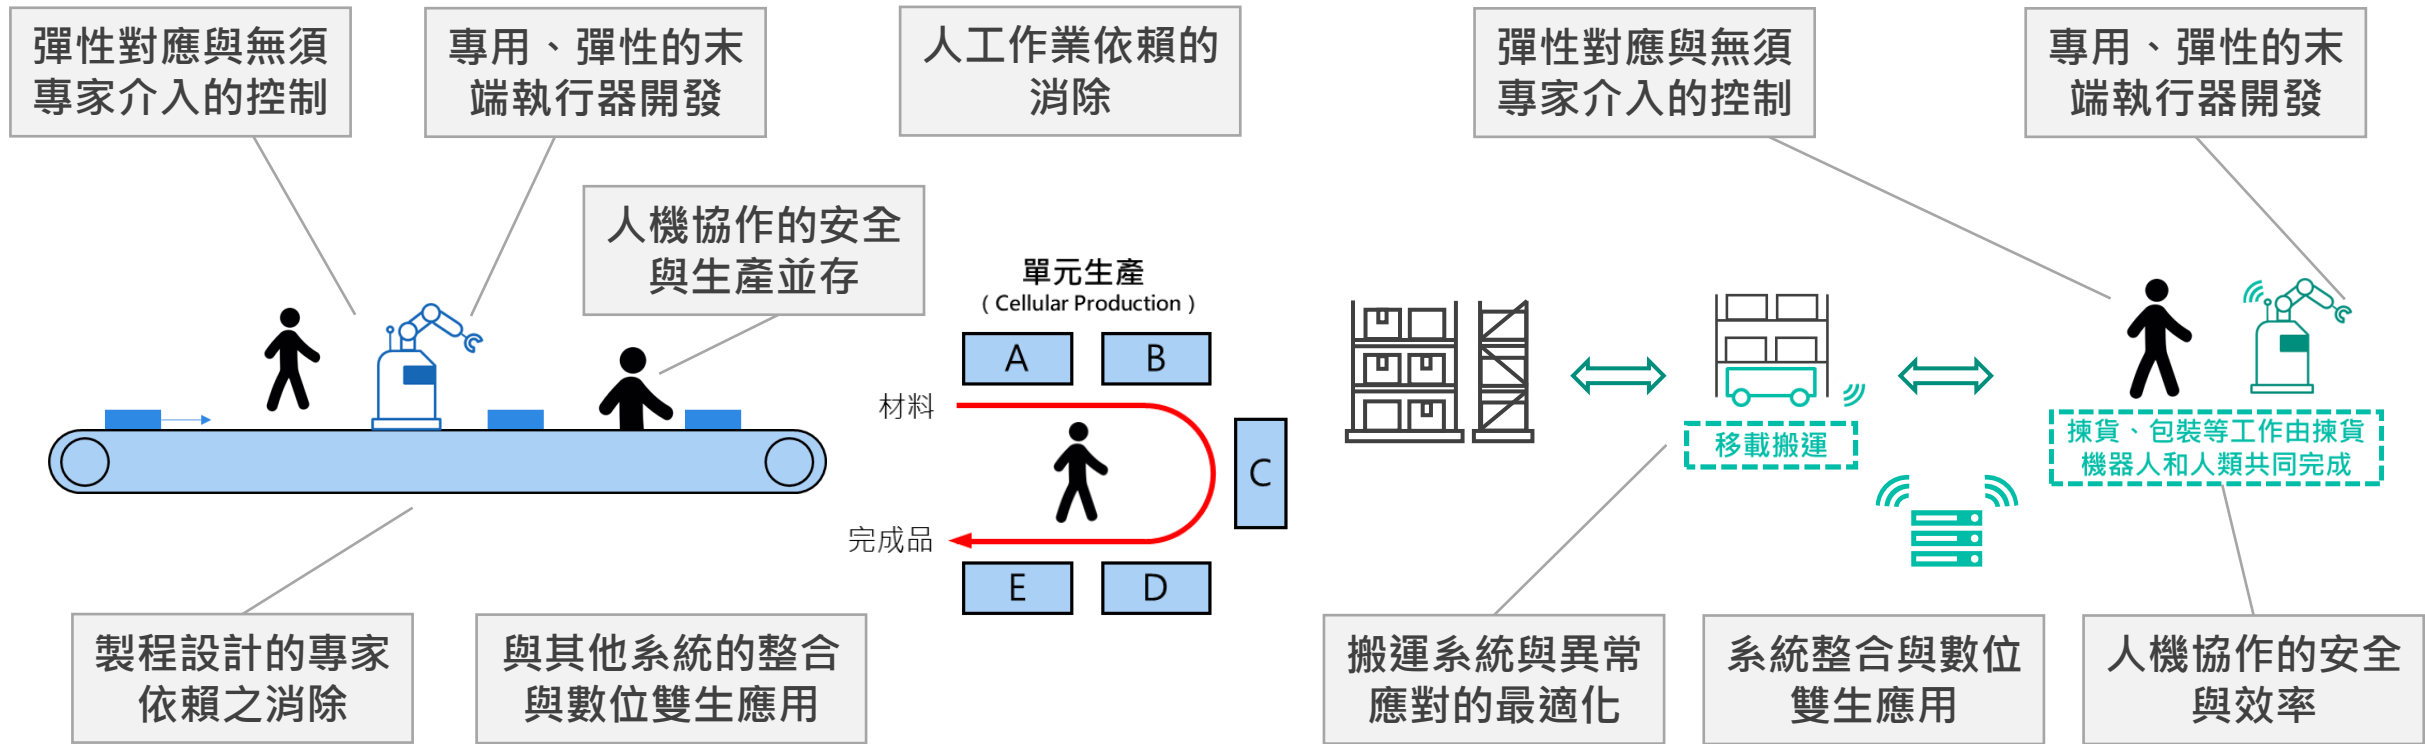 彈性對應與無須
專家介入的控制
專用、彈性的末
端執行器開發
人工作業依賴的
消除
彈性對應與無須
專家介入的控制
專用、彈性的末
端執行器開發
人機協作的安全
與生產並存
單元生產
( Cellular Production )
A
B
材料
C
完成品
E
D
移載搬運
揀貨、包裝等工作由揀貨
機器人和人類共同完成
製程設計的專家
依賴之消除
與其他系統的整合
與數位雙生應用
搬運系統與異常
應對的最適化
系統整合與數位
雙生應用
人機協作的安全
與效率